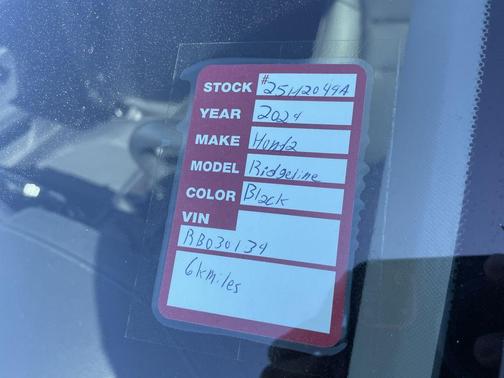 STOCK #25H2049A
YEAR 2024
MAKE Honda
MODEL Ridgeline
COLOR Black
VIN
RB030134
6k miles